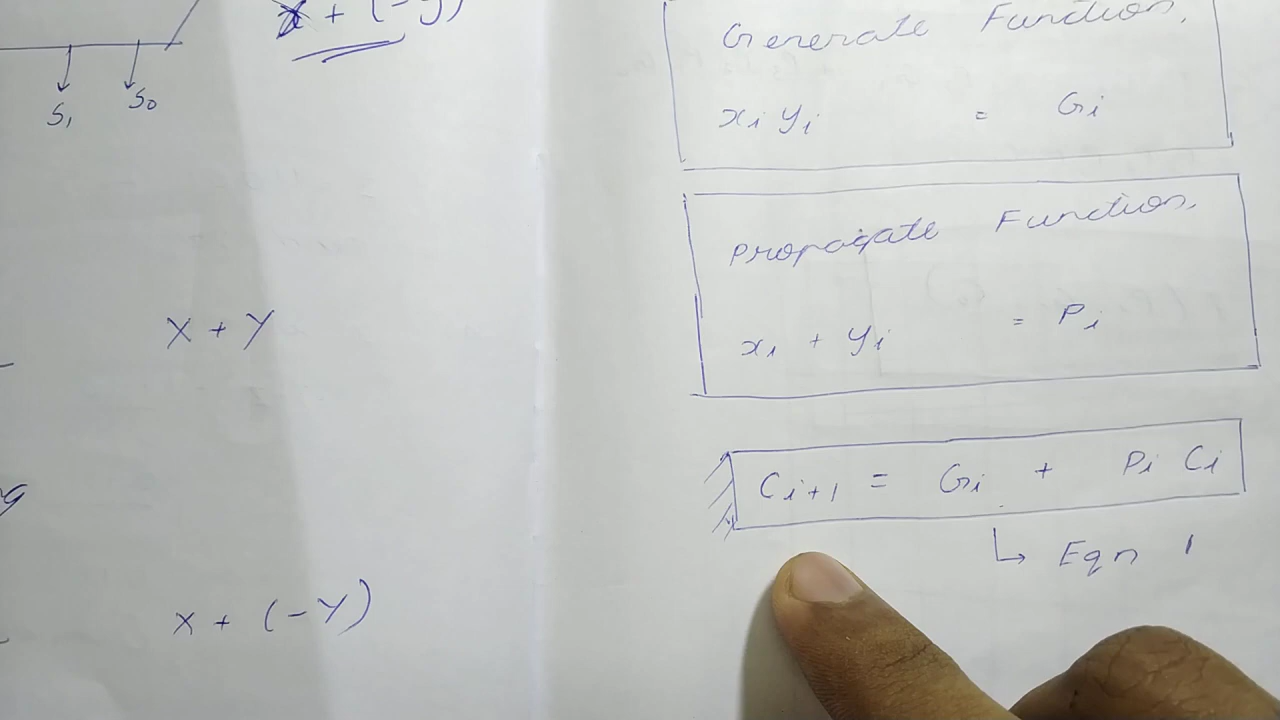 x + (-y)
S₁ S₀
X + Y
X + (-Y)
Generate Function,
xᵢ yᵢ = Gᵢ
Propagate Function,
xᵢ + yᵢ = Pᵢ
Cᵢ₊₁ = Gᵢ + Pᵢ Cᵢ
↳ Eqn 1